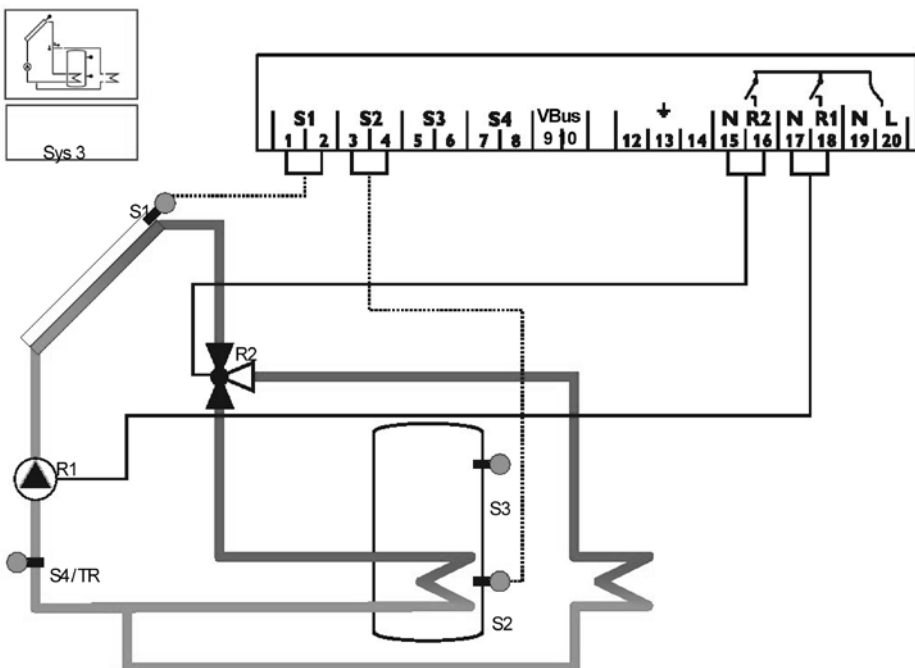 Sys 3
S1 S2 S3 S4 VBus ⏚ N R2 N R1 N L
1 2 3 4 5 6 7 8 9 10 12 13 14 15 16 17 18 19 20
S1
R2
R1
S3
S4/TR
S2